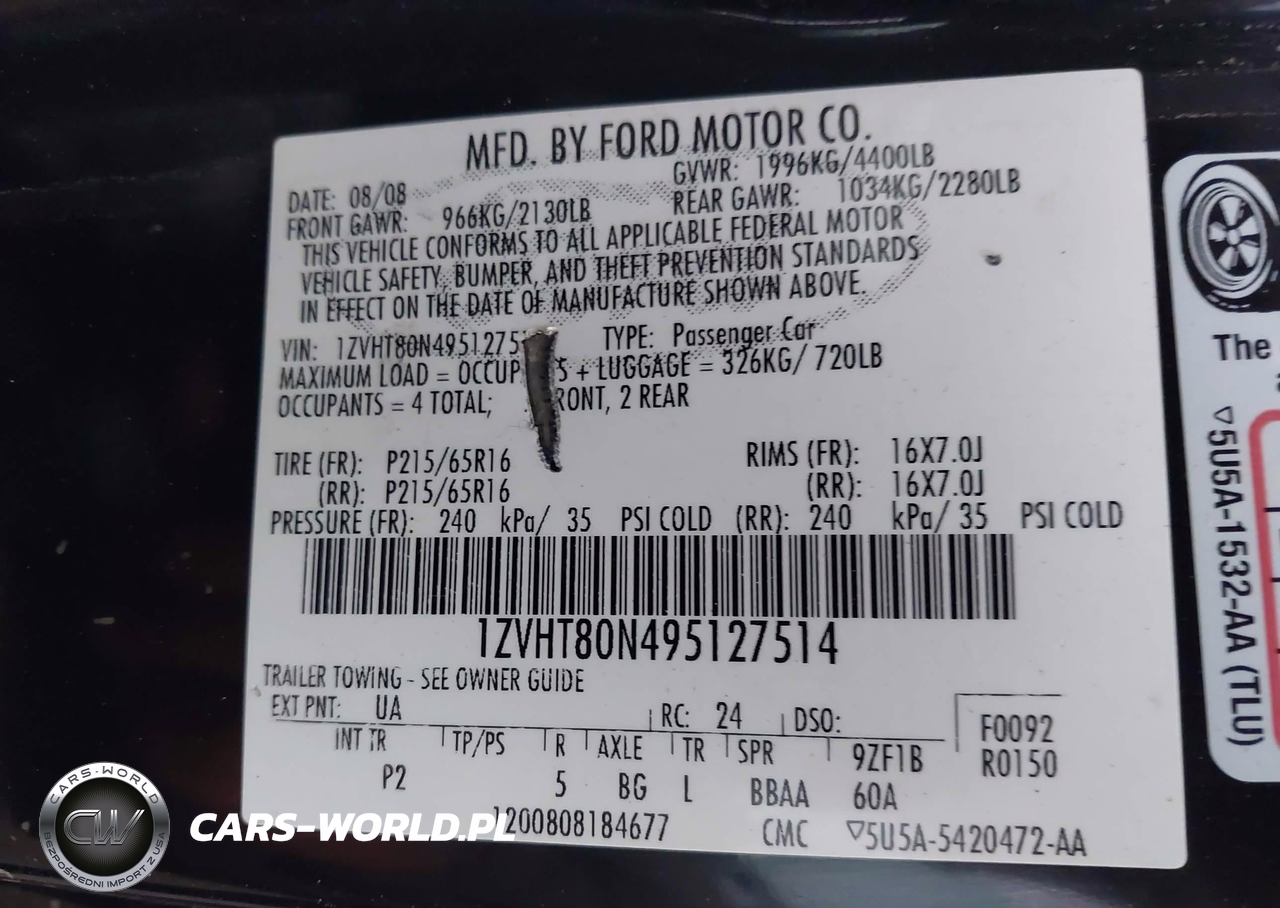 MFD. BY FORD MOTOR CO.
DATE: 08/08 GVWR: 1996KG/4400LB
FRONT GAWR: 966KG/2130LB REAR GAWR: 1034KG/2280LB
THIS VEHICLE CONFORMS TO ALL APPLICABLE FEDERAL MOTOR
VEHICLE SAFETY, BUMPER, AND THEFT PREVENTION STANDARDS
IN EFFECT ON THE DATE OF MANUFACTURE SHOWN ABOVE.
VIN: 1ZVHT80N4951275 TYPE: Passenger Car
MAXIMUM LOAD = OCCUP S + LUGGAGE = 326KG/ 720LB
OCCUPANTS = 4 TOTAL; RONT, 2 REAR
TIRE (FR): P215/65R16 RIMS (FR): 16X7.0J
(RR): P215/65R16 (RR): 16X7.0J
PRESSURE (FR): 240 kPa/ 35 PSI COLD (RR): 240 kPa/ 35 PSI COLD
1ZVHT80N495127514
TRAILER TOWING - SEE OWNER GUIDE
EXT PNT: UA RC: 24 DSO: F0092
INT TR TP/PS R AXLE TR SPR 9ZF1B R0150
P2 5 BG L BBAA 60A
1200808184677 CMC ▽5U5A-5420472-AA
The
▽5U5A-1532-AA (TLU)
CARS-WORLD
CW
BEZPOŚREDNI IMPORT Z USA
CARS-WORLD.PL